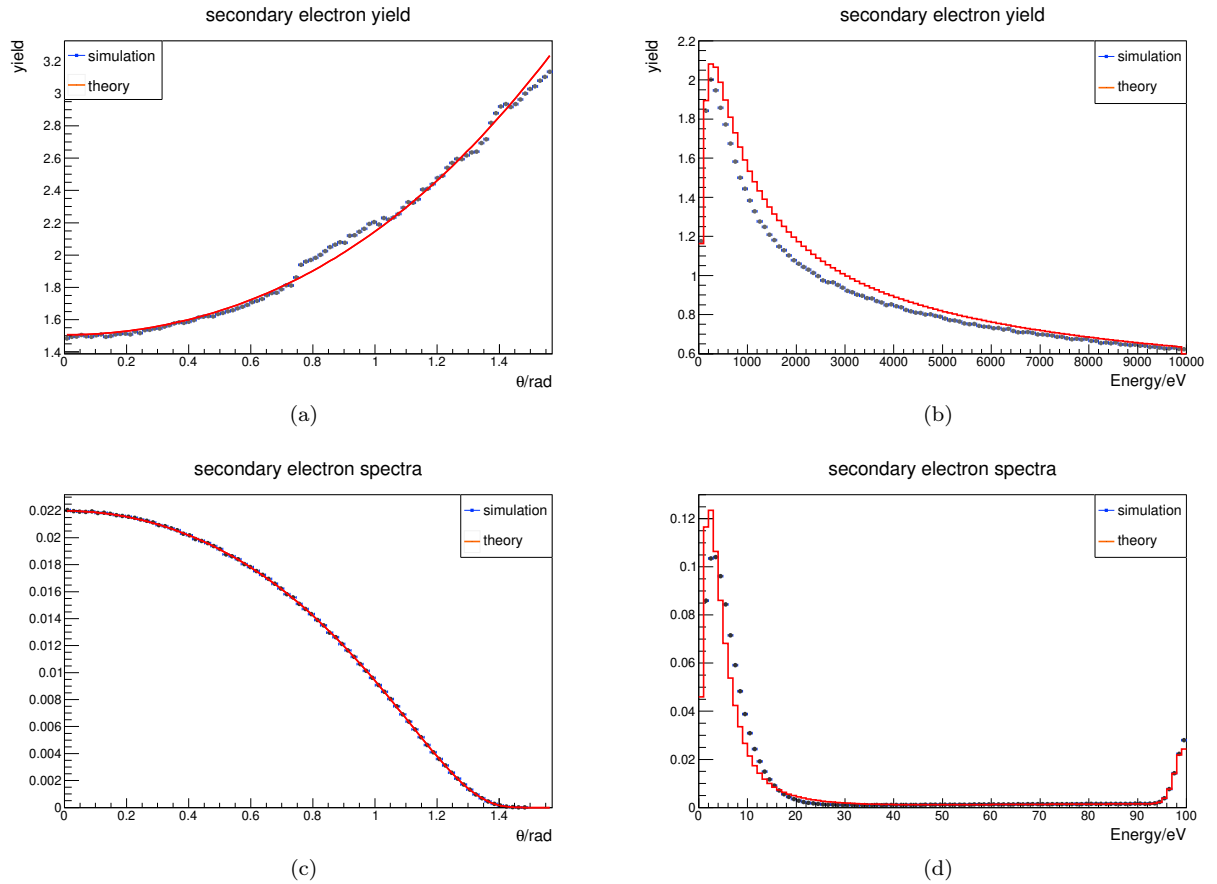 secondary electron yield
yield
simulation
theory
3.2
3
2.8
2.6
2.4
2.2
2
1.8
1.6
1.4
0 0.2 0.4 0.6 0.8 1 1.2 1.4
θ/rad
(a)
secondary electron yield
yield
simulation
theory
2.2
2
1.8
1.6
1.4
1.2
1
0.8
0.6
0 1000 2000 3000 4000 5000 6000 7000 8000 9000 10000
Energy/eV
(b)
secondary electron spectra
simulation
theory
0.022
0.02
0.018
0.016
0.014
0.012
0.01
0.008
0.006
0.004
0.002
0
0 0.2 0.4 0.6 0.8 1 1.2 1.4
θ/rad
(c)
secondary electron spectra
simulation
theory
0.12
0.1
0.08
0.06
0.04
0.02
0
0 10 20 30 40 50 60 70 80 90 100
Energy/eV
(d)